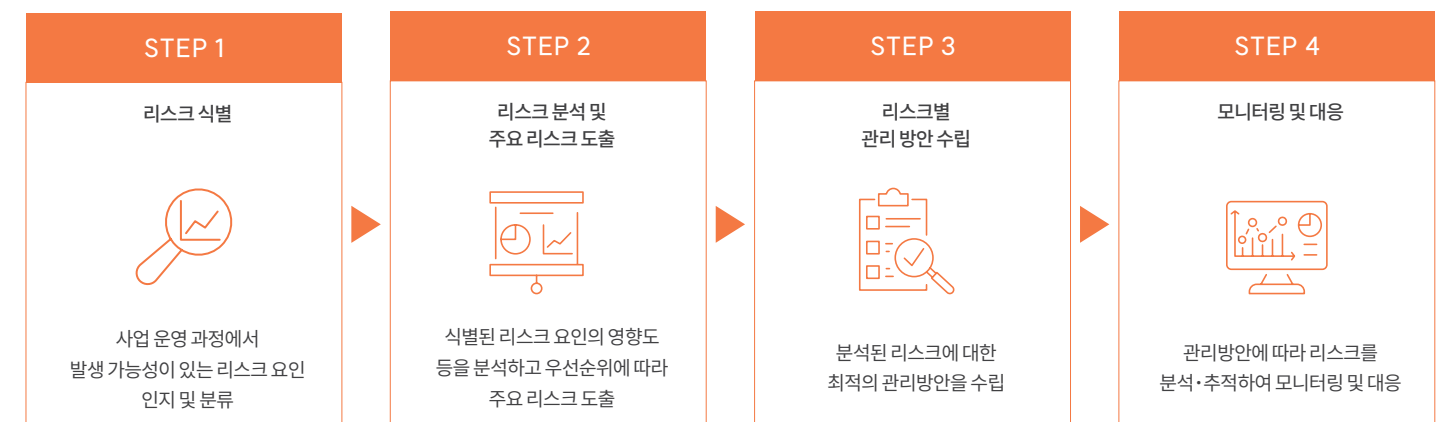 STEP 1
리스크 식별
사업 운영 과정에서
발생 가능성이 있는 리스크 요인
인지 및 분류
STEP 2
리스크 분석 및
주요 리스크 도출
식별된 리스크 요인의 영향도
등을 분석하고 우선순위에 따라
주요 리스크 도출
STEP 3
리스크별
관리 방안 수립
분석된 리스크에 대한
최적의 관리방안을 수립
STEP 4
모니터링 및 대응
관리방안에 따라 리스크를
분석·추적하여 모니터링 및 대응